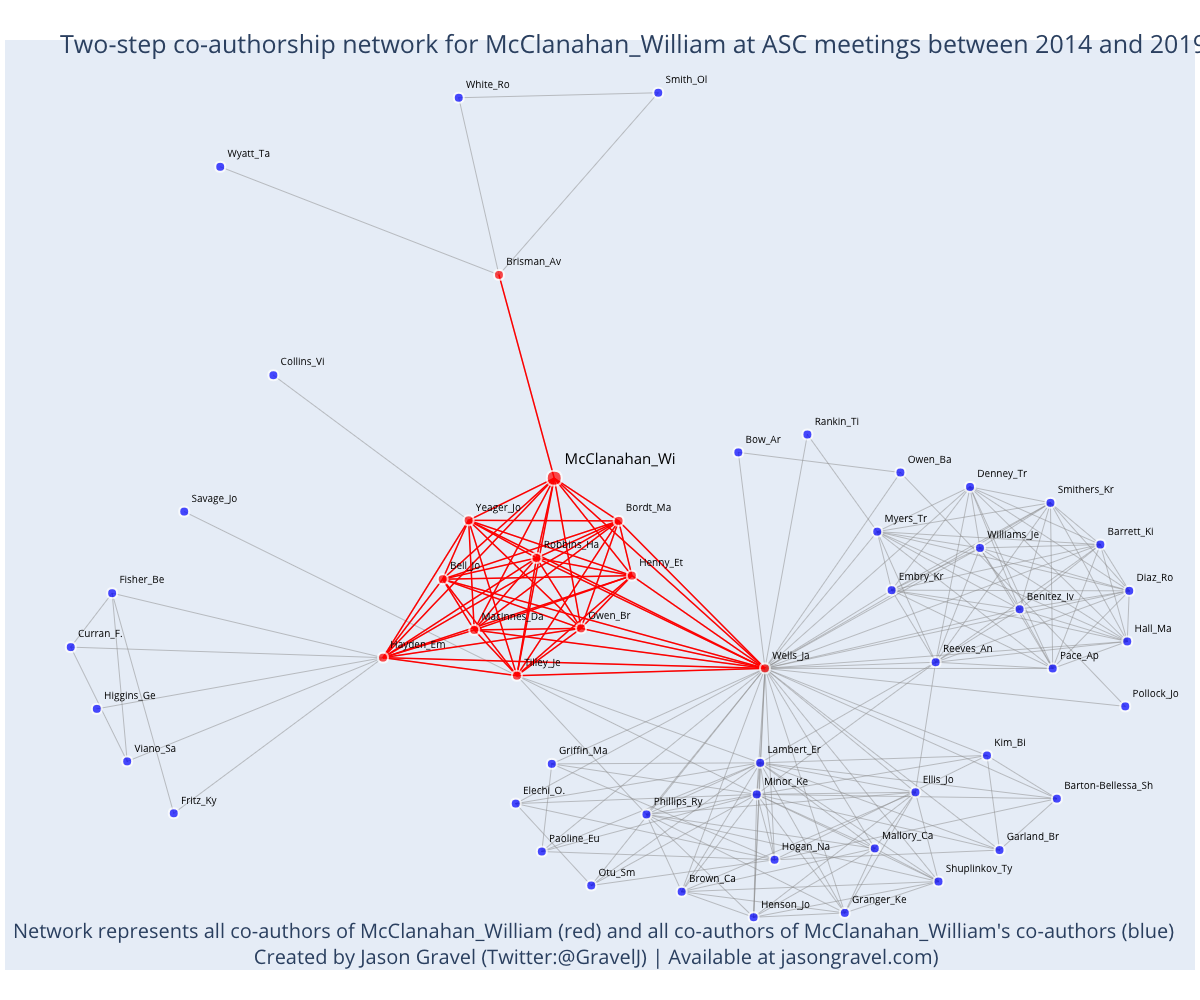 Two-step co-authorship network for McClanahan_William at ASC meetings between 2014 and 2019
White_Ro
Smith_Ol
Wyatt_Ta
Brisman_Av
Collins_Vi
Rankin_Ti
Bow_Ar
McClanahan_Wi
Owen_Ba
Denney_Tr
Smithers_Kr
Savage_Jo
Yeager_Jo
Bordt_Ma
Myers_Tr
Williams_Je
Barrett_Ki
Robbins_Ha
Bell_Jo
Henny_Et
Fisher_Be
Embry_Kr
Diaz_Ro
Benitez_Iv
Owen_Br
Curran_F.
Hayden_Em
Hall_Ma
Tilley_Je
Wells_Ja
Reeves_An
Pace_Ap
Higgins_Ge
Pollock_Jo
Viano_Sa
Griffin_Ma
Lambert_Er
Kim_Bi
Minor_Ke
Ellis_Jo
Barton-Bellessa_Sh
Elechi_O.
Fritz_Ky
Phillips_Ry
Paoline_Eu
Hogan_Na
Mallory_Ca
Garland_Br
Otu_Sm
Brown_Ca
Shuplinkov_Ty
Henson_Jo
Granger_Ke
Network represents all co-authors of McClanahan_William (red) and all co-authors of McClanahan_William's co-authors (blue)
Created by Jason Gravel (Twitter:@GravelJ) | Available at jasongravel.com)